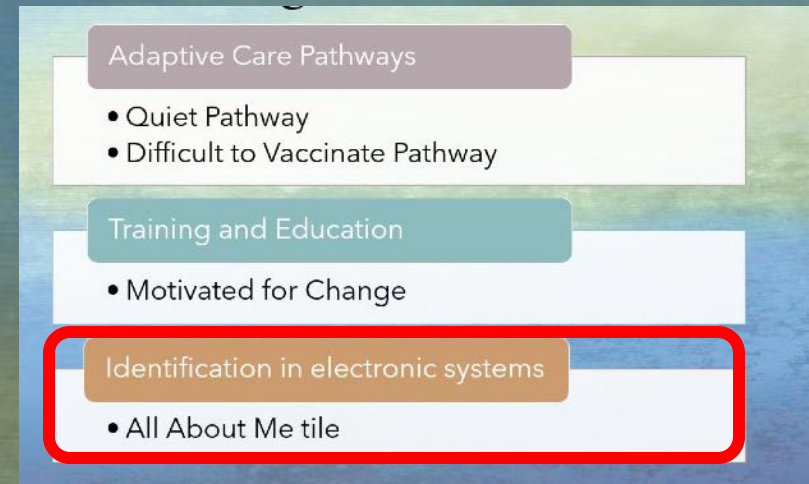 Adaptive Care Pathways
• Quiet Pathway
• Difficult to Vaccinate Pathway
Training and Education
• Motivated for Change
Identification in electronic systems
• All About Me tile